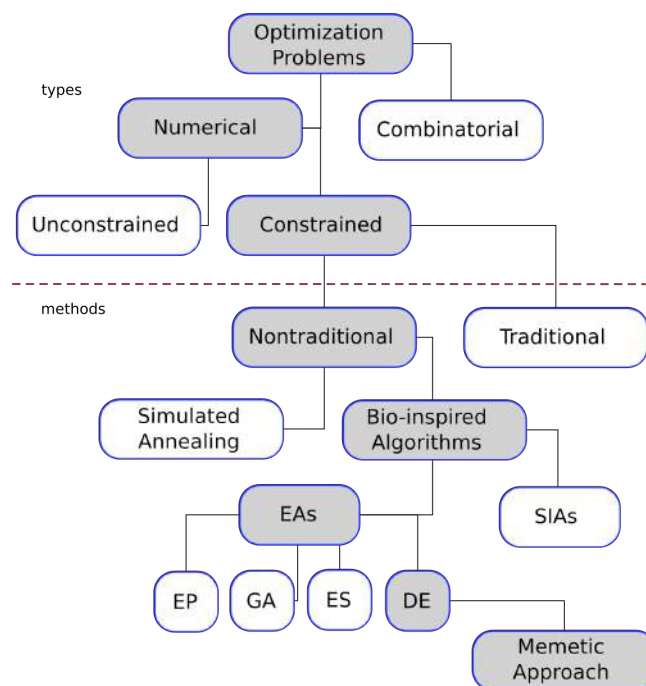 Optimization
Problems
types
Numerical
Combinatorial
Unconstrained
Constrained
methods
Nontraditional
Traditional
Simulated
Annealing
Bio-inspired
Algorithms
EAs
SIAs
EP
GA
ES
DE
Memetic
Approach